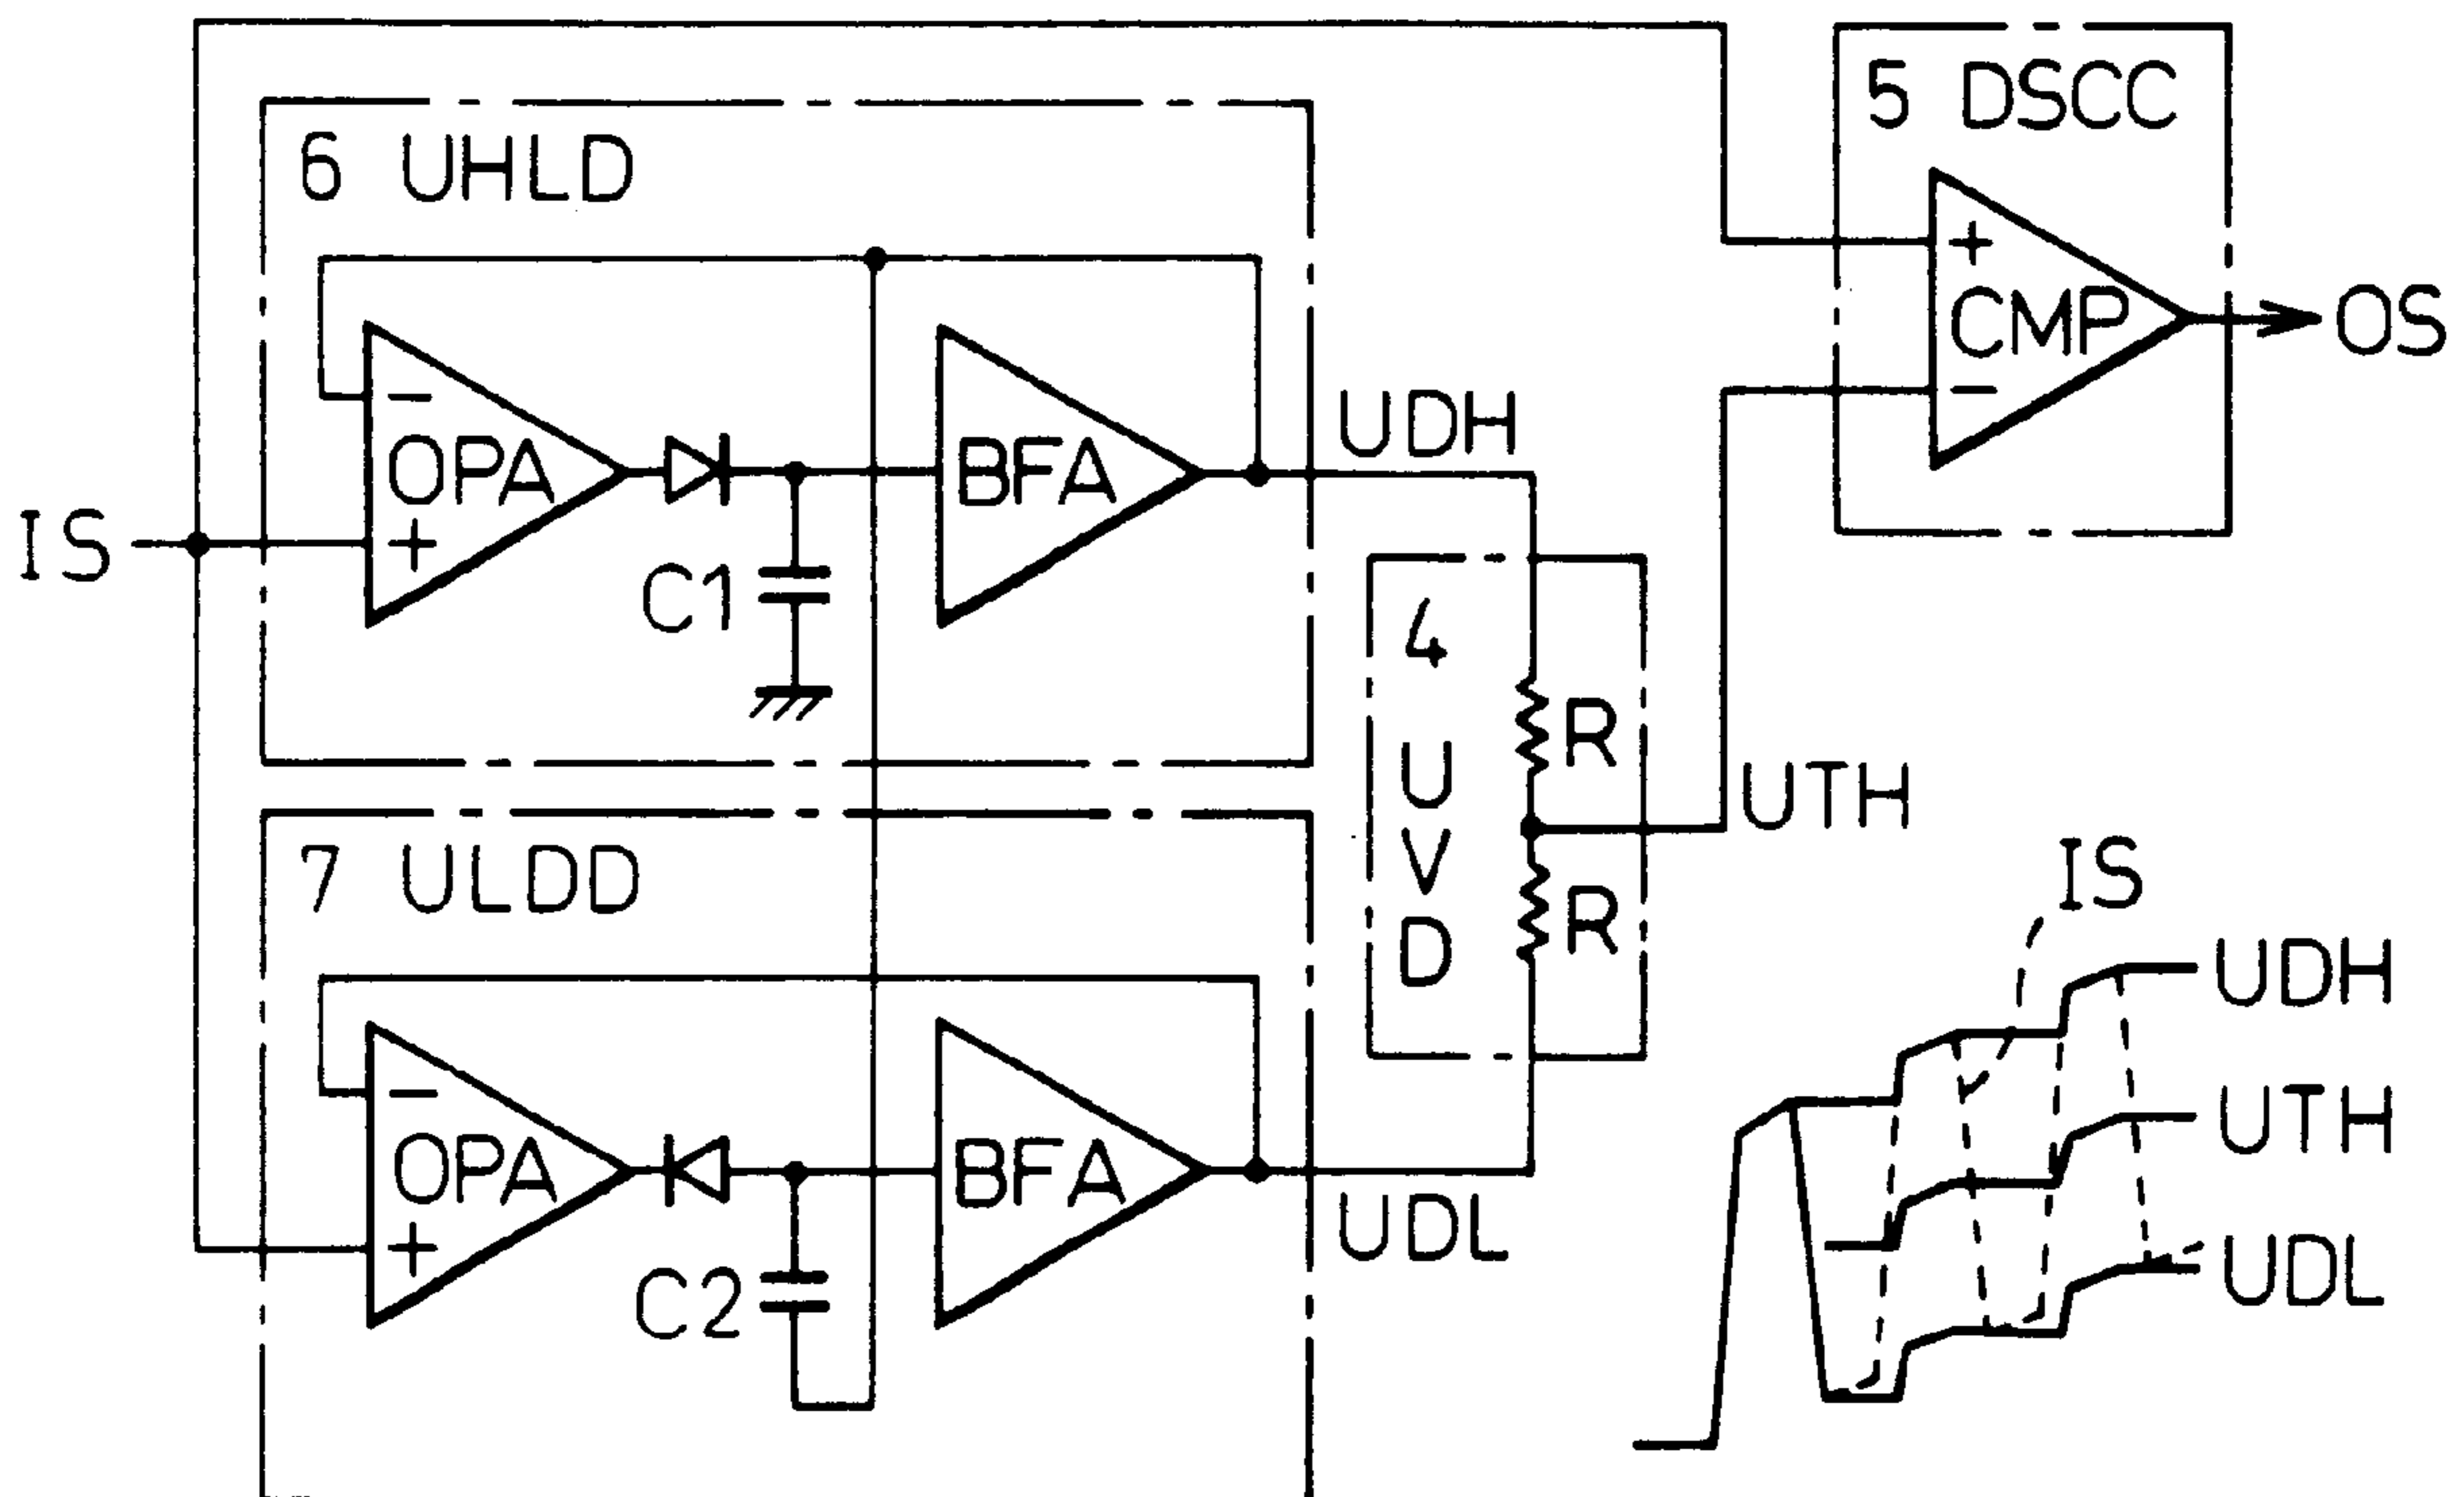 5 DSCC
6 UHLD
+
CMP
−
OS
−
OPA
+
BFA
UDH
IS
C1
4
U
V
D
R
R
UTH
7 ULDD
−
OPA
+
BFA
UDL
C2
IS
UDH
UTH
UDL